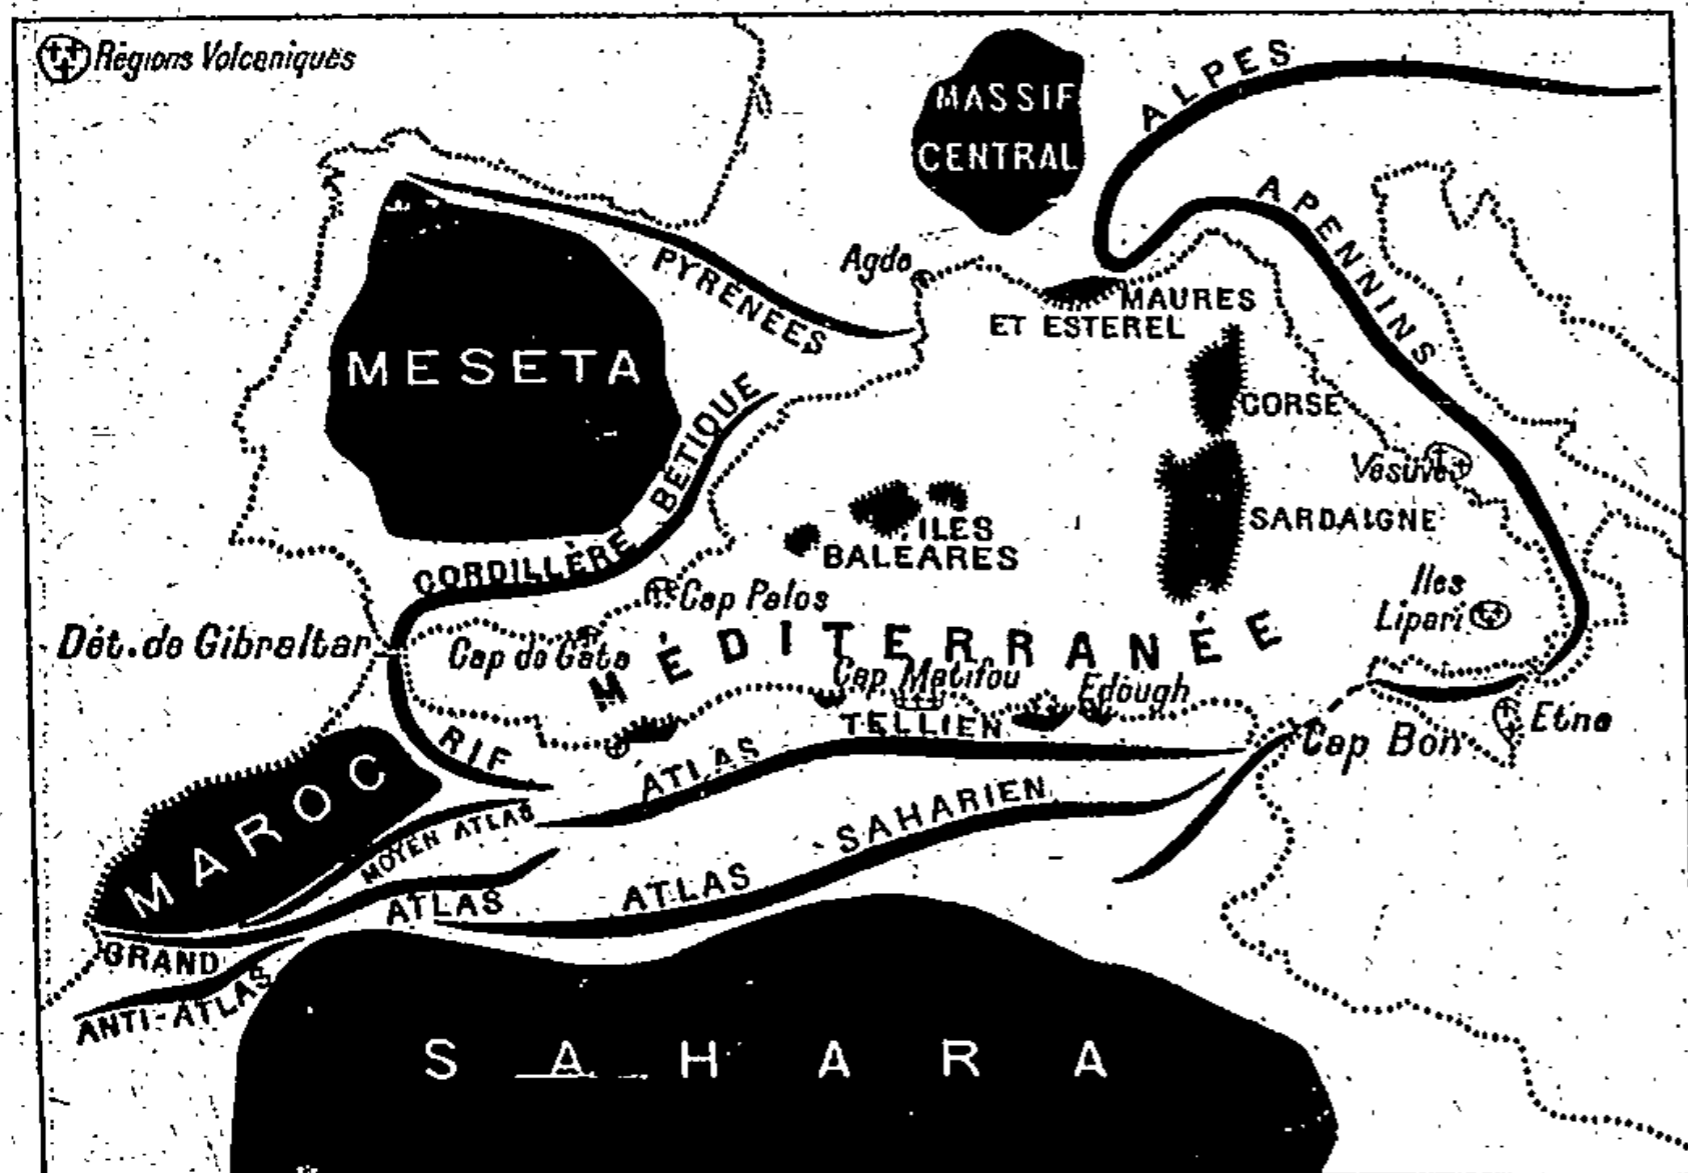 Régions Volcaniques
MASSIF
CENTRAL
ALPES
APENNINS
Agde
PYRENEES
MAURES
ET ESTEREL
MESETA
CORSE
CORDILLÈRE BÉTIQUE
Vesuve
SARDAIGNE
ILES
BALEARES
Iles
Lipari
Cap Palos
Dét. de Gibraltar
Cap de Gata
MÉDITERRANÉE
Cap Matifou
Edough
Etna
Cap Bon
RIF
ATLAS TELLIEN
MAROC
MOYEN ATLAS
ATLAS SAHARIEN
GRAND ATLAS
ANTI-ATLAS
SAHARA